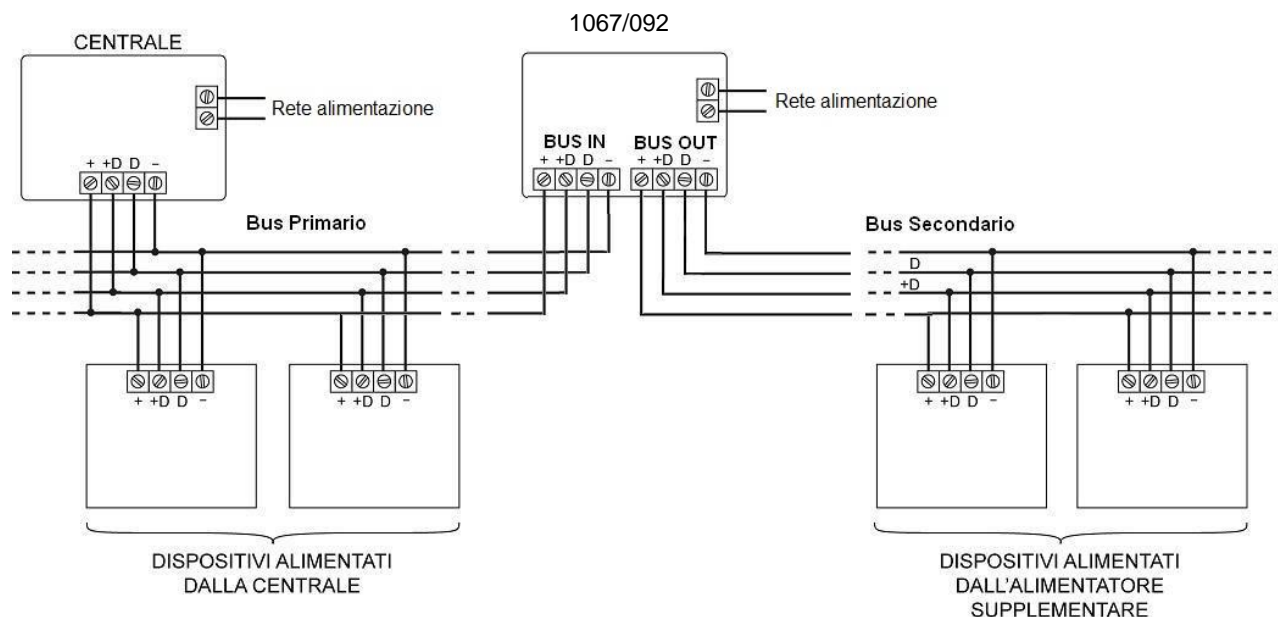 1067/092
CENTRALE
Rete alimentazione
Rete alimentazione
BUS IN BUS OUT
+ +D D –
+ +D D – + +D D –
Bus Primario
Bus Secondario
D
+D
+ +D D –
+ +D D –
+ +D D –
+ +D D –
DISPOSITIVI ALIMENTATI
DALLA CENTRALE
DISPOSITIVI ALIMENTATI
DALL'ALIMENTATORE
SUPPLEMENTARE